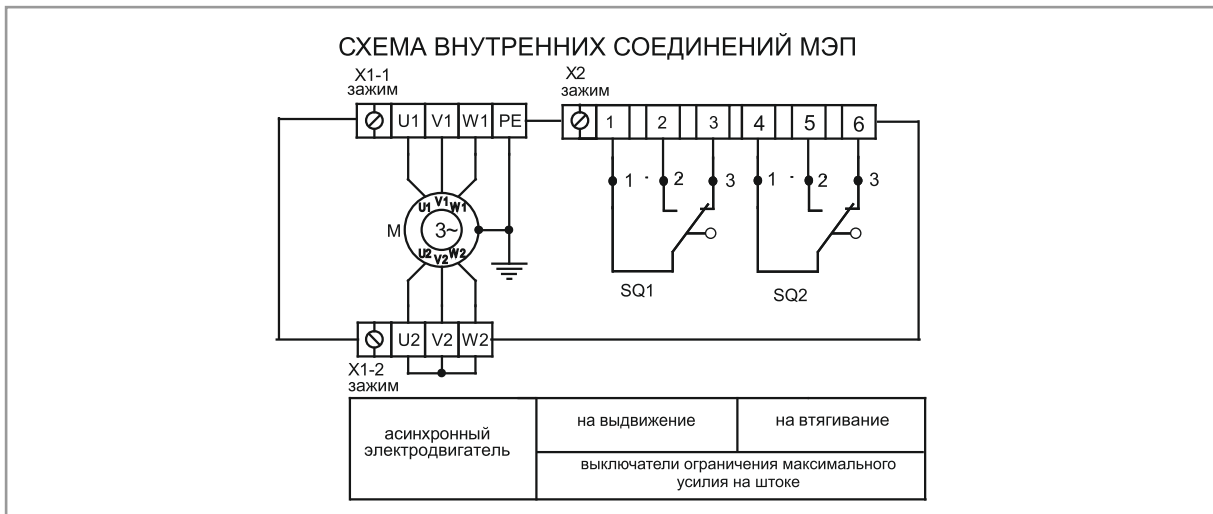 СХЕМА ВНУТРЕННИХ СОЕДИНЕНИЙ МЭП
X1-1
зажим
X2
зажим
U1 V1 W1 PE
1 2 3 4 5 6
1 2 3 1 2 3
U1 V1 W1
M 3~
U2 V2 W2
SQ1 SQ2
U2 V2 W2
X1-2
зажим
асинхронный
электродвигатель
на выдвижение
на втягивание
выключатели ограничения максимального
усилия на штоке